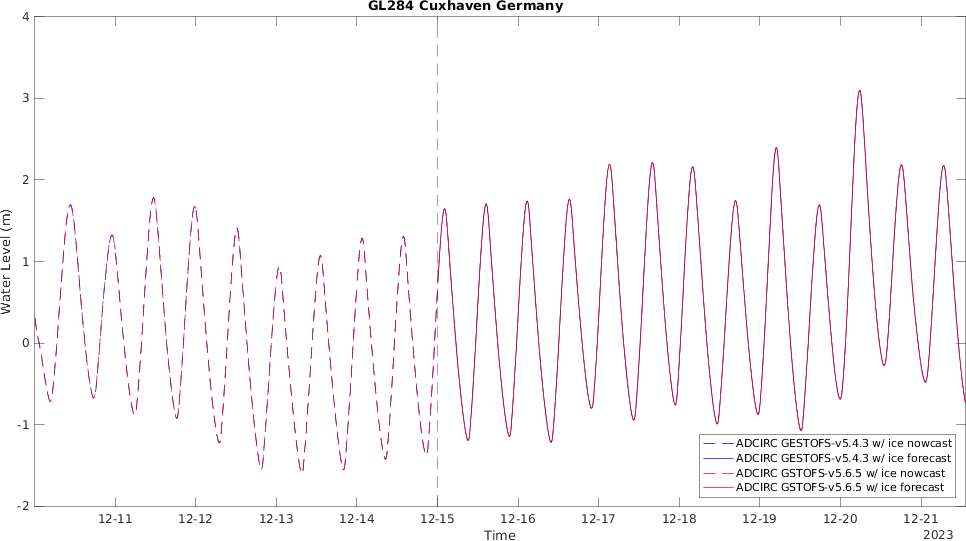 GL284 Cuxhaven Germany
4
3
2
1
0
-1
-2
Water Level (m)
12-11 12-12 12-13 12-14 12-15 12-16 12-17 12-18 12-19 12-20 12-21
Time
2023
ADCIRC GESTOFS-v5.4.3 w/ ice nowcast
ADCIRC GESTOFS-v5.4.3 w/ ice forecast
ADCIRC GSTOFS-v5.6.5 w/ ice nowcast
ADCIRC GSTOFS-v5.6.5 w/ ice forecast